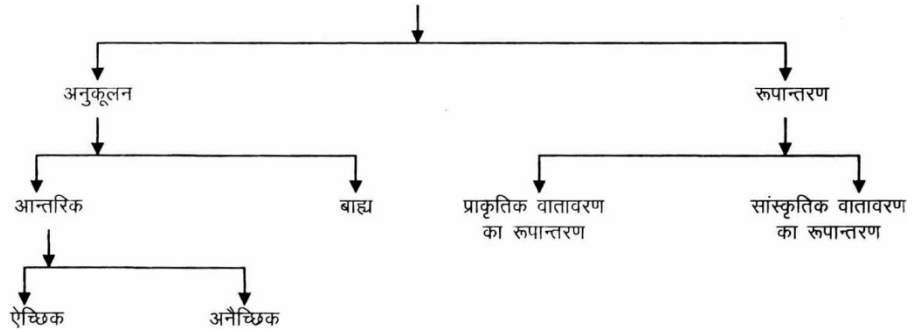 अनुकूलन
रूपान्तरण
आन्तरिक
बाह्य
प्राकृतिक वातावरण
का रूपान्तरण
सांस्कृतिक वातावरण
का रूपान्तरण
ऐच्छिक
अनैच्छिक